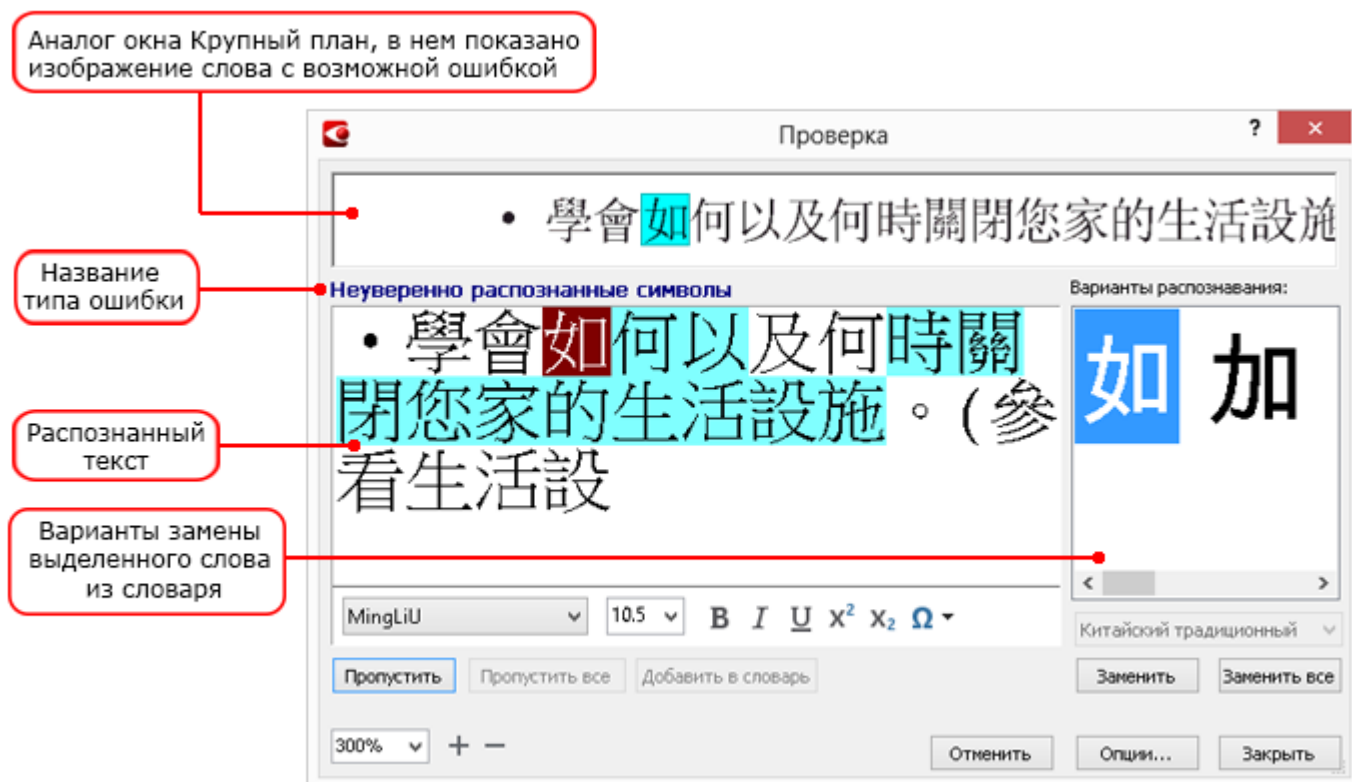 Аналог окна Крупный план, в нем показано
изображение слова с возможной ошибкой
Проверка
?
• 學會如何以及何時關閉您家的生活設施
Название
типа ошибки
Неуверенно распознанные символы
Варианты распознавания:
• 學會如何以及何時關
閉您家的生活設施。(參
看生活設
如 加
Распознанный
текст
Варианты замены
выделенного слова
из словаря
MingLiU
10.5
B I U X² X₂ Ω
Китайский традиционный
Пропустить
Пропустить все
Добавить в словарь
Заменить
Заменить все
300%
+ −
Отменить
Опции...
Закрыть